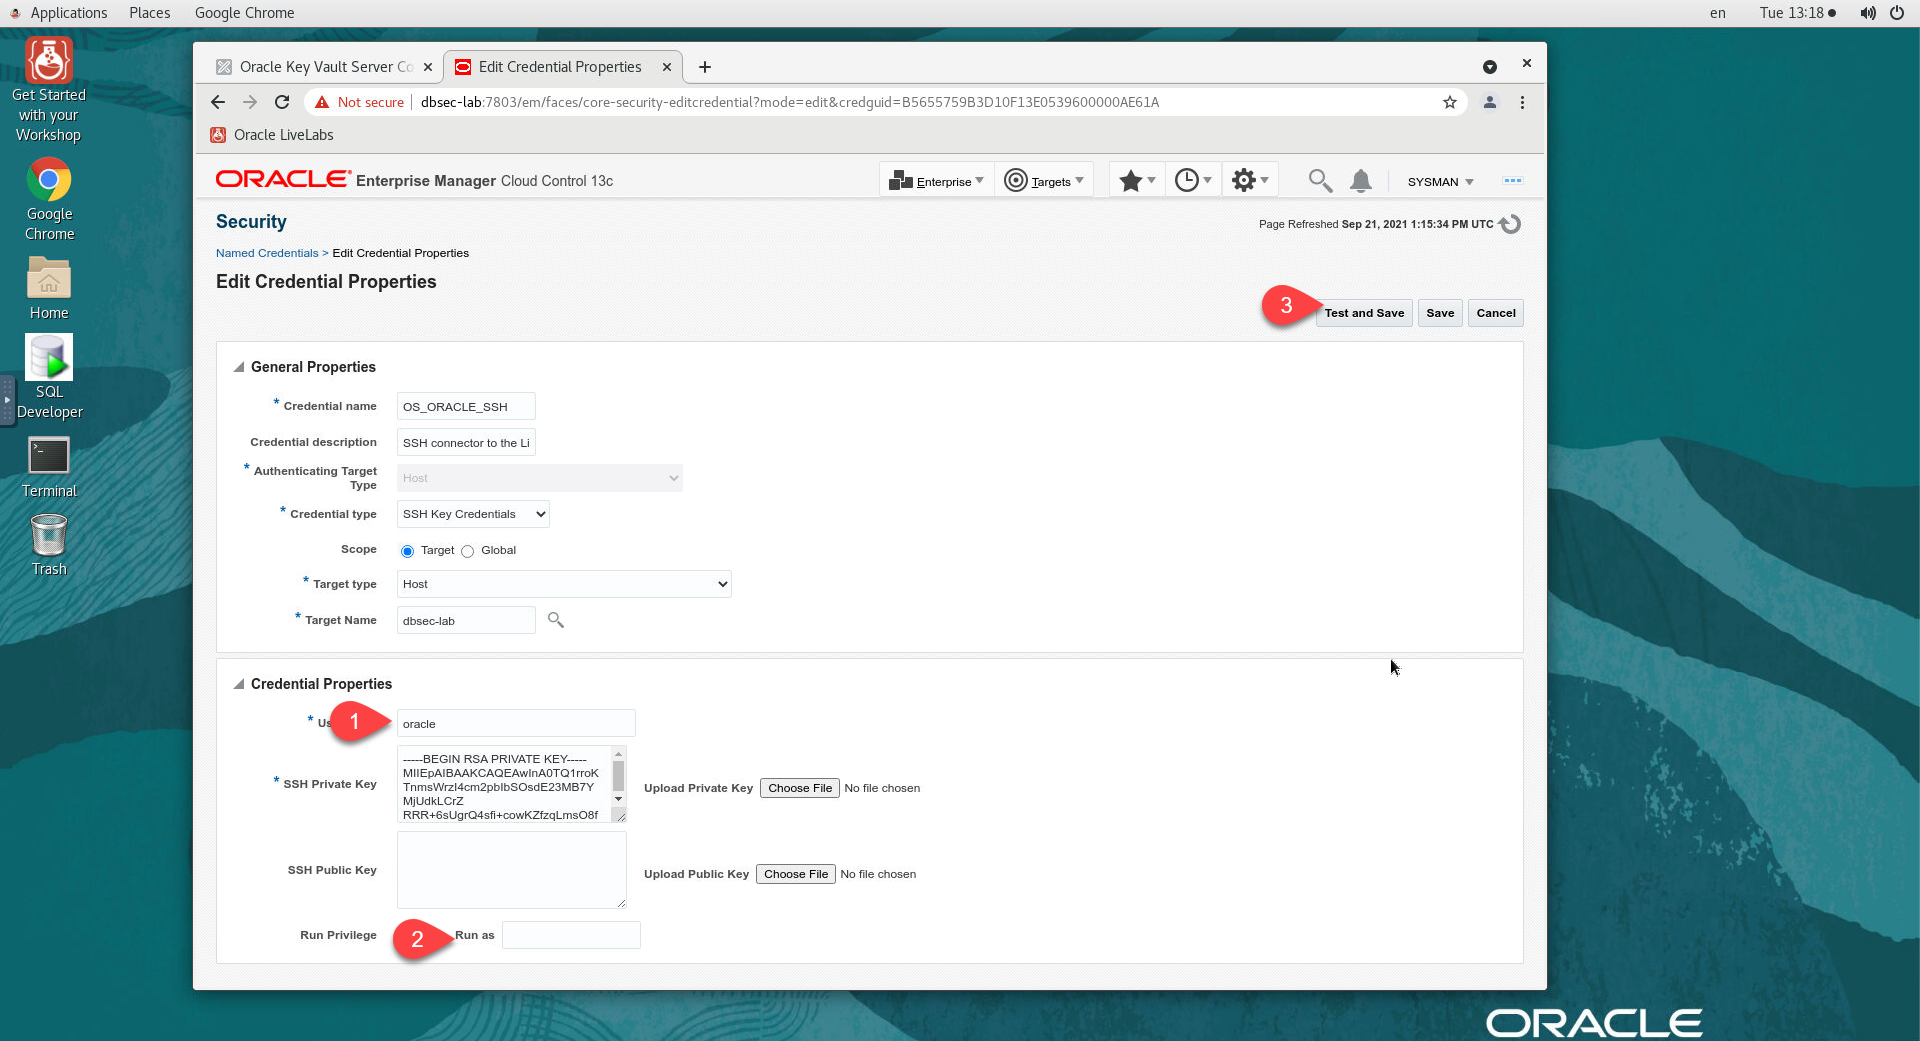 Applications Places Google Chrome en Tue 13:18
Get Started
with your
Workshop
Google
Chrome
Home
SQL
Developer
Terminal
Trash
Oracle Key Vault Server Co
Edit Credential Properties
Not secure dbsec-lab:7803/em/faces/core-security-editcredential?mode=edit&credguid=B5655759B3D10F13E0539600000AE61A
Oracle LiveLabs
ORACLE Enterprise Manager Cloud Control 13c Enterprise Targets SYSMAN
Security
Page Refreshed Sep 21, 2021 1:15:34 PM UTC
Named Credentials > Edit Credential Properties
Edit Credential Properties
3 Test and Save Save Cancel
General Properties
* Credential name OS_ORACLE_SSH
Credential description SSH connector to the Li
* Authenticating Target
Type Host
* Credential type SSH Key Credentials
Scope Target Global
* Target type Host
* Target Name dbsec-lab
Credential Properties
* Us 1 oracle
* SSH Private Key
-----BEGIN RSA PRIVATE KEY-----
MIIEpAIBAAKCAQEAwInA0TQ1rroK
TnmsWrzI4cm2pbIbSOsdE23MB7Y
MjUdkLCrZ
RRR+6sUgrQ4sfi+cowKZfzqLmsO8f
Upload Private Key Choose File No file chosen
SSH Public Key Upload Public Key Choose File No file chosen
Run Privilege 2 Run as
ORACLE